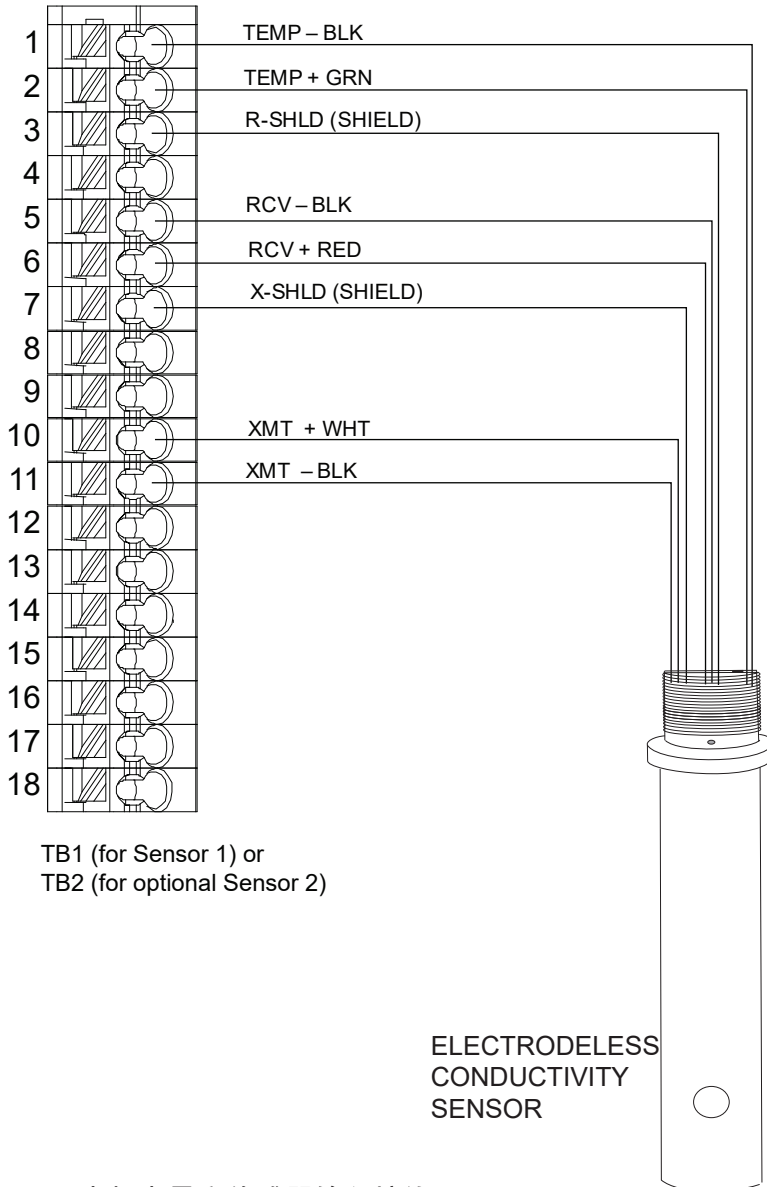 1
TEMP – BLK
2
TEMP + GRN
3
R-SHLD (SHIELD)
4
5
RCV – BLK
6
RCV + RED
7
X-SHLD (SHIELD)
8
9
10
XMT + WHT
11
XMT – BLK
12
13
14
15
16
17
18
TB1 (for Sensor 1) or
TB2 (for optional Sensor 2)
ELECTRODELESS
CONDUCTIVITY
SENSOR